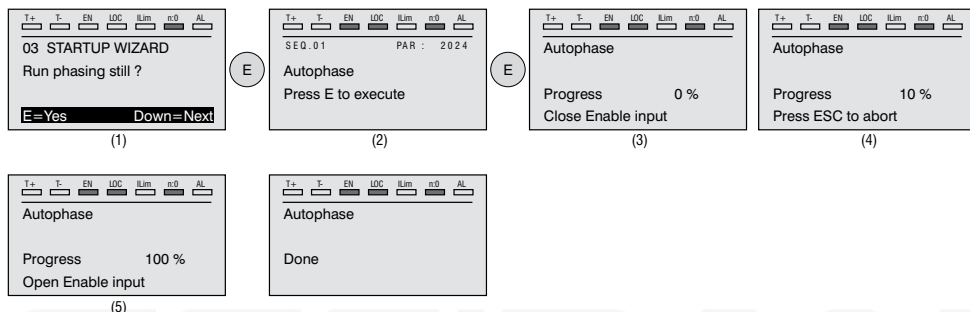 T+ T- EN LOC ILim n:0 AL
03 STARTUP WIZARD
Run phasing still ?
E=Yes Down=Next
(1)
E
T+ T- EN LOC ILim n:0 AL
SEQ.01 PAR : 2024
Autophase
Press E to execute
(2)
E
T+ T- EN LOC ILim n:0 AL
Autophase
Progress 0 %
Close Enable input
(3)
T+ T- EN LOC ILim n:0 AL
Autophase
Progress 10 %
Press ESC to abort
(4)
T+ T- EN LOC ILim n:0 AL
Autophase
Progress 100 %
Open Enable input
(5)
T+ T- EN LOC ILim n:0 AL
Autophase
Done